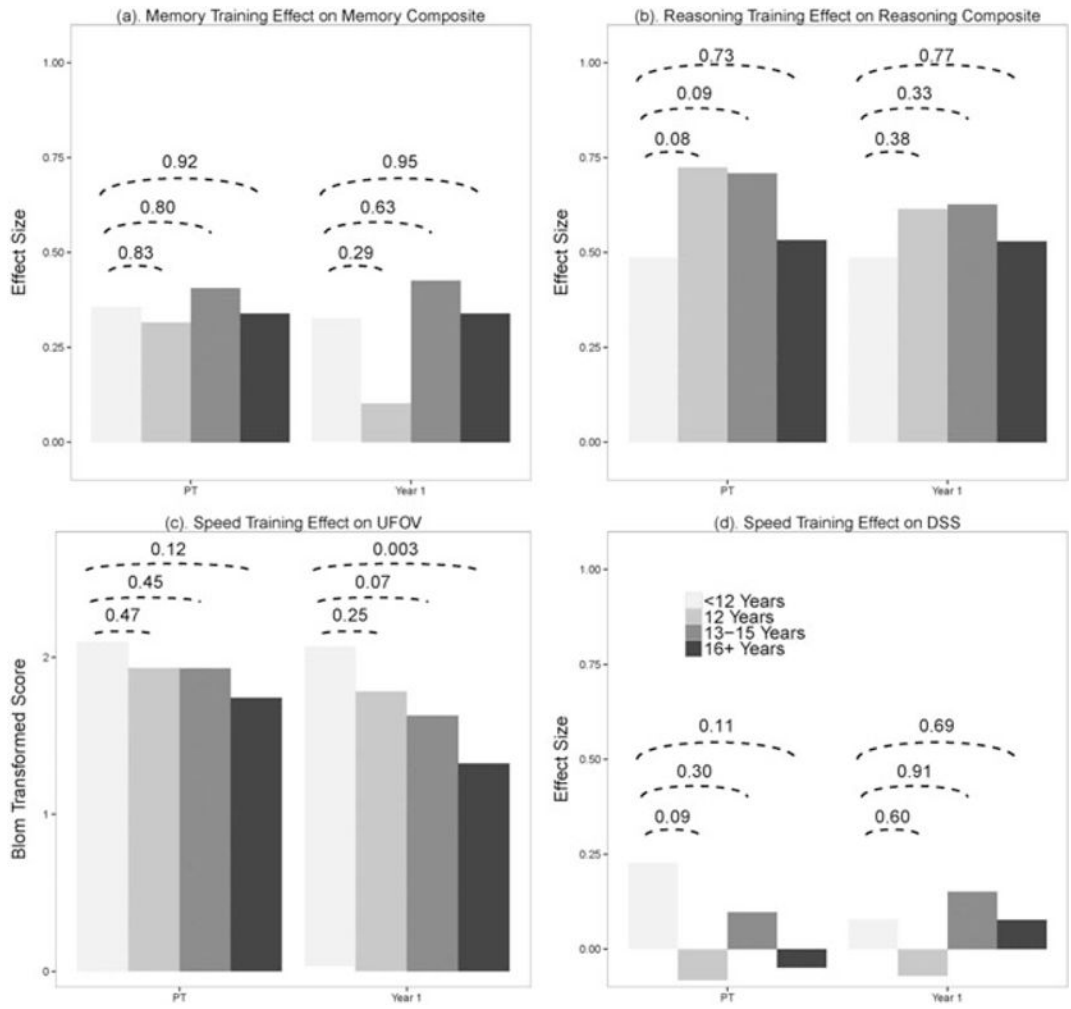 (a). Memory Training Effect on Memory Composite
1.00
0.75
0.50
0.25
0.00
Effect Size
0.92
0.80
0.83
0.95
0.63
0.29
PT
Year 1
(b). Reasoning Training Effect on Reasoning Composite
1.00
0.75
0.50
0.25
0.00
Effect Size
0.73
0.09
0.08
0.77
0.33
0.38
PT
Year 1
(c). Speed Training Effect on UFOV
2
1
0
Blom Transformed Score
0.12
0.45
0.47
0.003
0.07
0.25
PT
Year 1
(d). Speed Training Effect on DSS
1.00
0.75
0.50
0.25
0.00
Effect Size
<12 Years
12 Years
13−15 Years
16+ Years
0.11
0.30
0.09
0.69
0.91
0.60
PT
Year 1